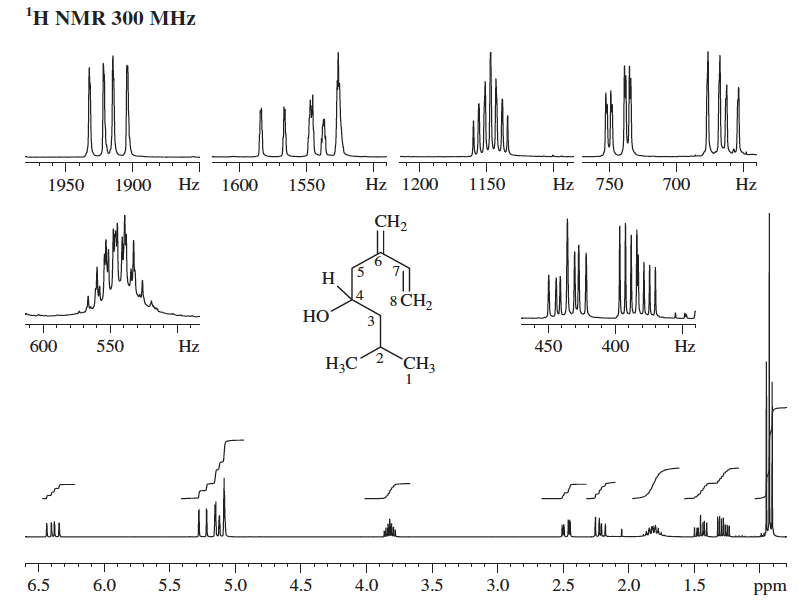 ¹H NMR 300 MHz
1950 1900 Hz 1600 1550 Hz 1200 1150 Hz 750 700 Hz
CH₂
6
5 7
H
4 8 CH₂
HO 3
600 550 Hz 450 400 Hz
H₃C 2 CH₃
1
6.5 6.0 5.5 5.0 4.5 4.0 3.5 3.0 2.5 2.0 1.5 ppm